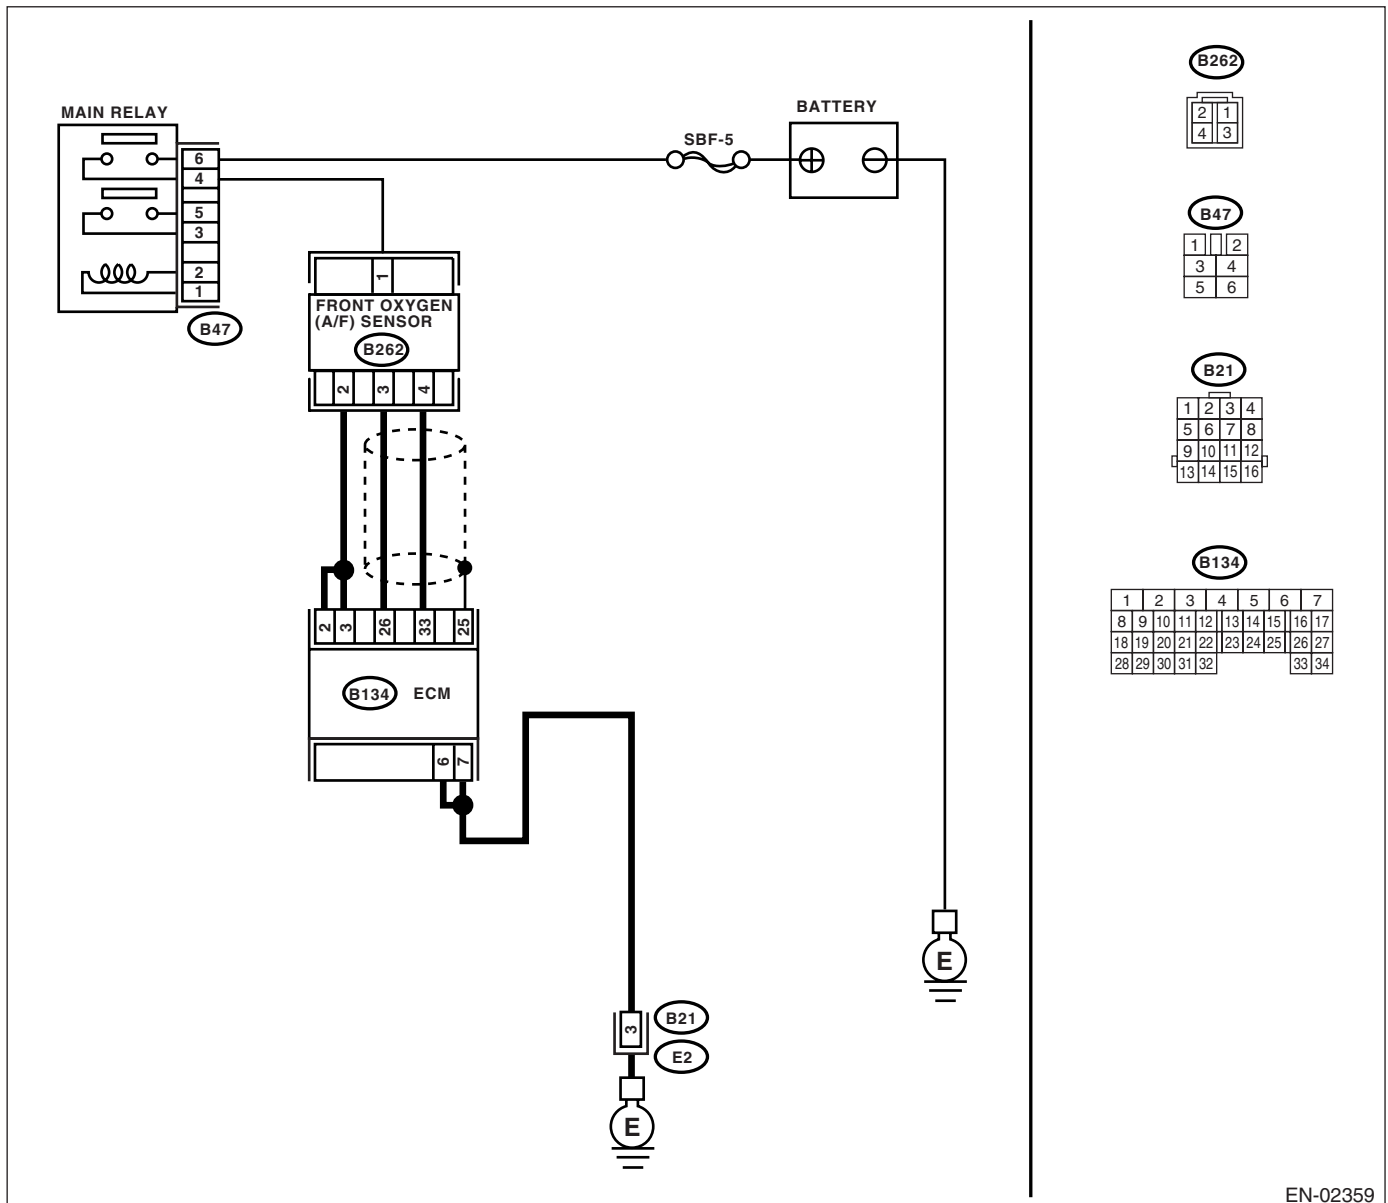 MAIN RELAY
BATTERY
SBF-5
6
4
5
3
2
1
B47
1
FRONT OXYGEN
(A/F) SENSOR
B262
2 3 4
2 3 26 33 25
B134 ECM
6 7
3
B21
E2
E
E
B262
2 1
4 3
B47
1 2
3 4
5 6
B21
1 2 3 4
5 6 7 8
9 10 11 12
13 14 15 16
B134
1 2 3 4 5 6 7
8 9 10 11 12 13 14 15 16 17
18 19 20 21 22 23 24 25 26 27
28 29 30 31 32 33 34
EN-02359